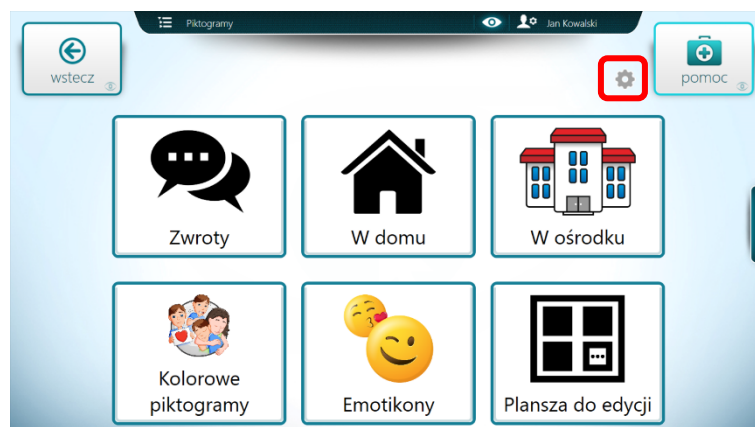 Piktogramy
Jan Kowalski
wstecz
pomoc
Zwroty
W domu
W ośrodku
Kolorowe
piktogramy
Emotikony
Plansza do edycji